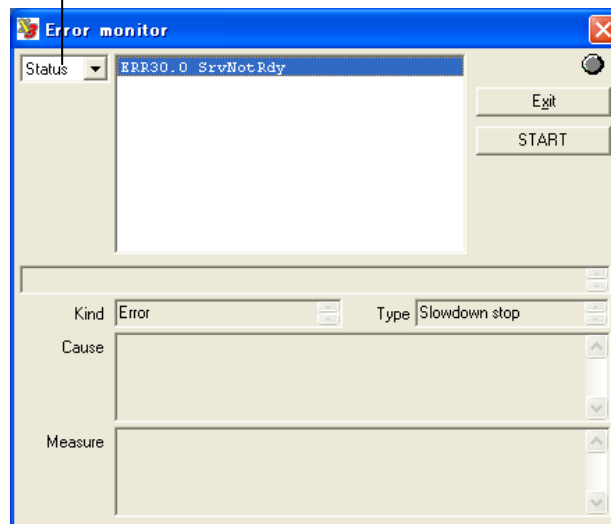 Error monitor
Status
ERR30.0 SrvNotRdy
Exit
START
Kind Error Type Slowdown stop
Cause
Measure